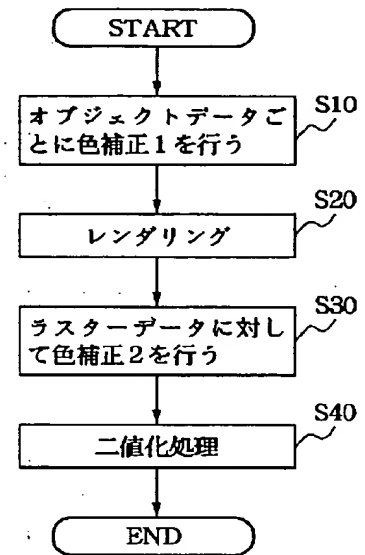 START
S10
オブジェクトデータご
とに色補正1を行う
S20
レンダリング
S30
ラスターデータに対し
て色補正2を行う
S40
二値化処理
END